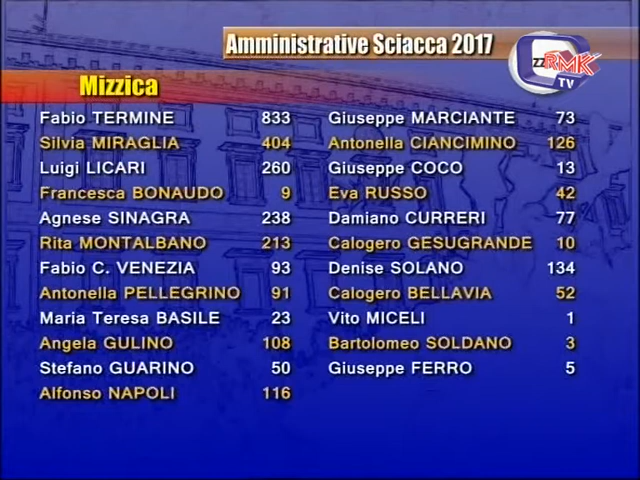 Amministrative Sciacca 2017
RMK
TV
Mizzica
Fabio TERMINE 833
Silvia MIRAGLIA 404
Luigi LICARI 260
Francesca BONAUDO 9
Agnese SINAGRA 238
Rita MONTALBANO 213
Fabio C. VENEZIA 93
Antonella PELLEGRINO 91
Maria Teresa BASILE 23
Angela GULINO 108
Stefano GUARINO 50
Alfonso NAPOLI 116
Giuseppe MARCIANTE 73
Antonella CIANCIMINO 126
Giuseppe COCO 13
Eva RUSSO 42
Damiano CURRERI 77
Calogero GESUGRANDE 10
Denise SOLANO 134
Calogero BELLAVIA 52
Vito MICELI 1
Bartolomeo SOLDANO 3
Giuseppe FERRO 5